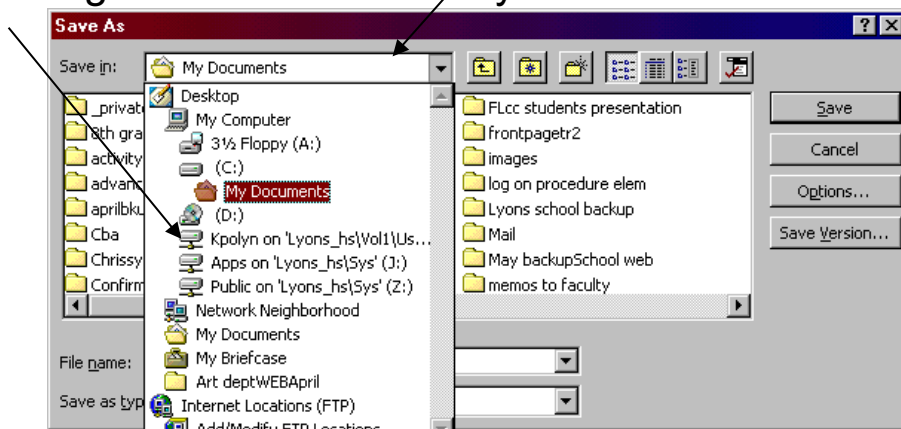 Save As
Save in: My Documents
Desktop
My Computer
3½ Floppy (A:)
(C:)
My Documents
(D:)
Kpolyn on 'Lyons_hs\Vol1\Us...
Apps on 'Lyons_hs\Sys' (J:)
Public on 'Lyons_hs\Sys' (Z:)
Network Neighborhood
My Documents
My Briefcase
Art deptWEBApril
Internet Locations (FTP)
Add/Modify FTP Locations
_privat
8th gra
activity
advanc
aprilbku
Cba
Chrissy
Confirm
FLcc students presentation
frontpagetr2
images
log on procedure elem
Lyons school backup
Mail
May backupSchool web
memos to faculty
Save
Cancel
Options...
Save Version...
File name:
Save as typ